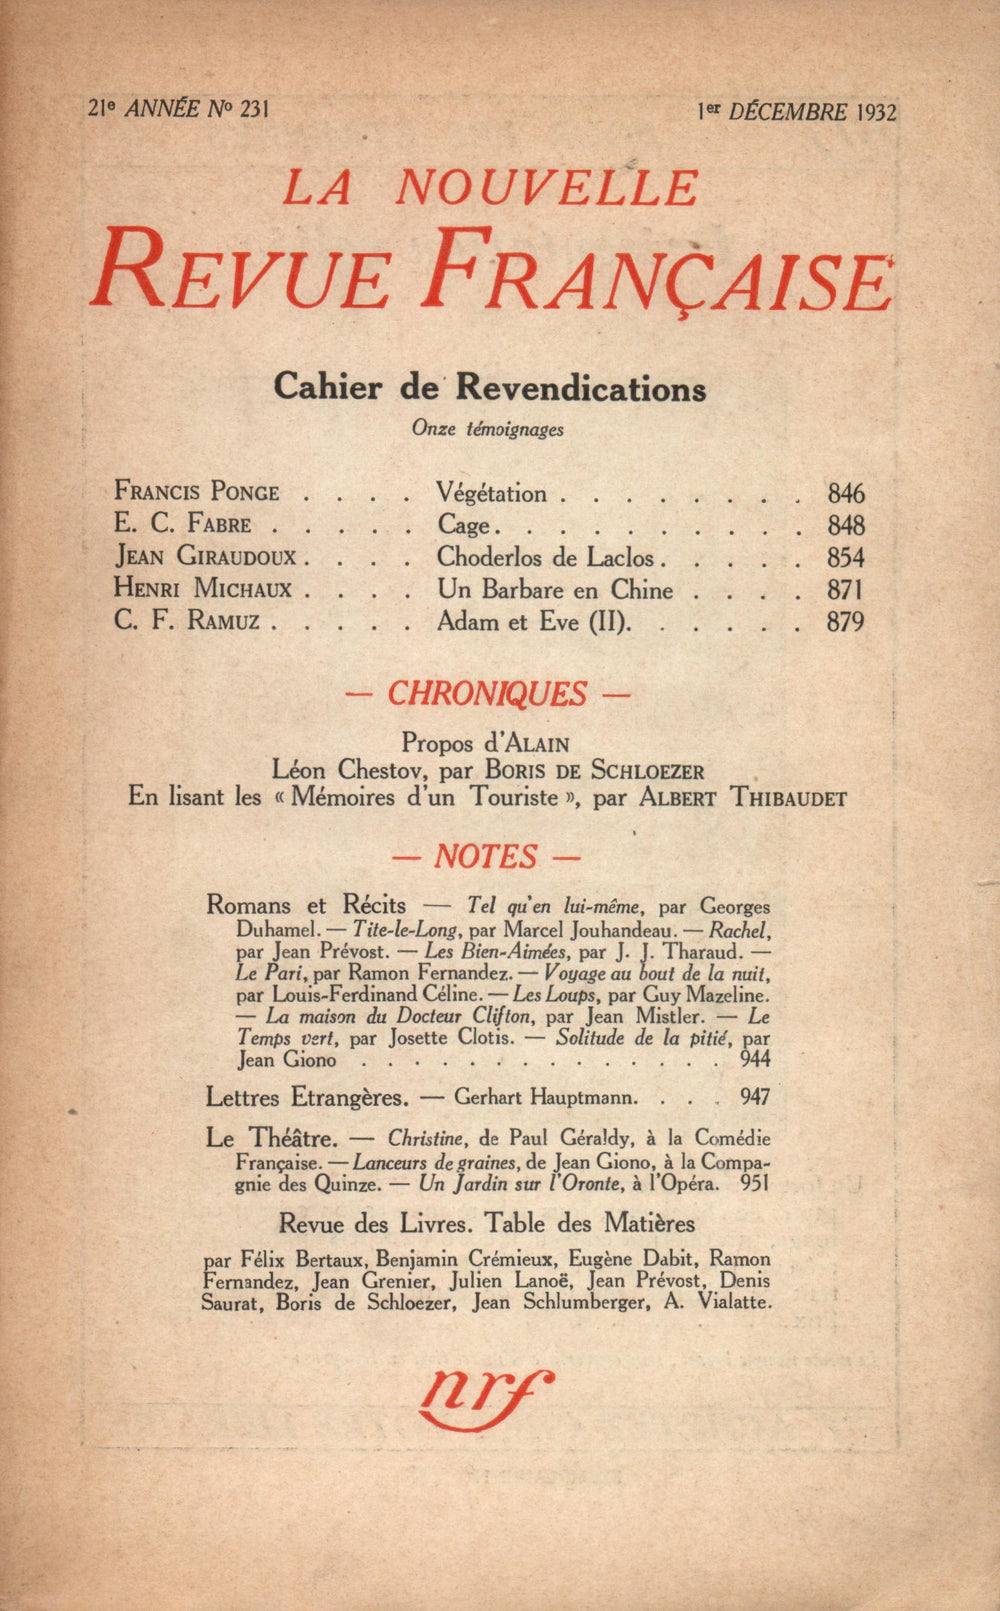 21e ANNÉE No 231
1er DÉCEMBRE 1932
LA NOUVELLE
REVUE FRANÇAISE
Cahier de Revendications
Onze témoignages
FRANCIS PONGE . . . . Végétation . . . . . . . . 846
E. C. FABRE . . . . . Cage. . . . . . . . . . 848
JEAN GIRAUDOUX . . . . Choderlos de Laclos . . . . . 854
HENRI MICHAUX . . . . Un Barbare en Chine . . . . 871
C. F. RAMUZ . . . . . Adam et Eve (II). . . . . . 879
— CHRONIQUES —
Propos d'ALAIN
Léon Chestov, par BORIS DE SCHLOEZER
En lisant les « Mémoires d'un Touriste », par ALBERT THIBAUDET
— NOTES —
Romans et Récits — Tel qu'en lui-même, par Georges
Duhamel. — Tite-le-Long, par Marcel Jouhandeau. — Rachel,
par Jean Prévost. — Les Bien-Aimées, par J. J. Tharaud. —
Le Pari, par Ramon Fernandez. — Voyage au bout de la nuit,
par Louis-Ferdinand Céline. — Les Loups, par Guy Mazeline.
— La maison du Docteur Clifton, par Jean Mistler. — Le
Temps vert, par Josette Clotis. — Solitude de la pitié, par
Jean Giono . . . . . . . . . . . . . . 944
Lettres Etrangères. — Gerhart Hauptmann. . . . 947
Le Théâtre. — Christine, de Paul Géraldy, à la Comédie
Française. — Lanceurs de graines, de Jean Giono, à la Compa-
gnie des Quinze. — Un Jardin sur l'Oronte, à l'Opéra. 951
Revue des Livres. Table des Matières
par Félix Bertaux, Benjamin Crémieux, Eugène Dabit, Ramon
Fernandez, Jean Grenier, Julien Lanoë, Jean Prévost, Denis
Saurat, Boris de Schloezer, Jean Schlumberger, A. Vialatte.
nrf